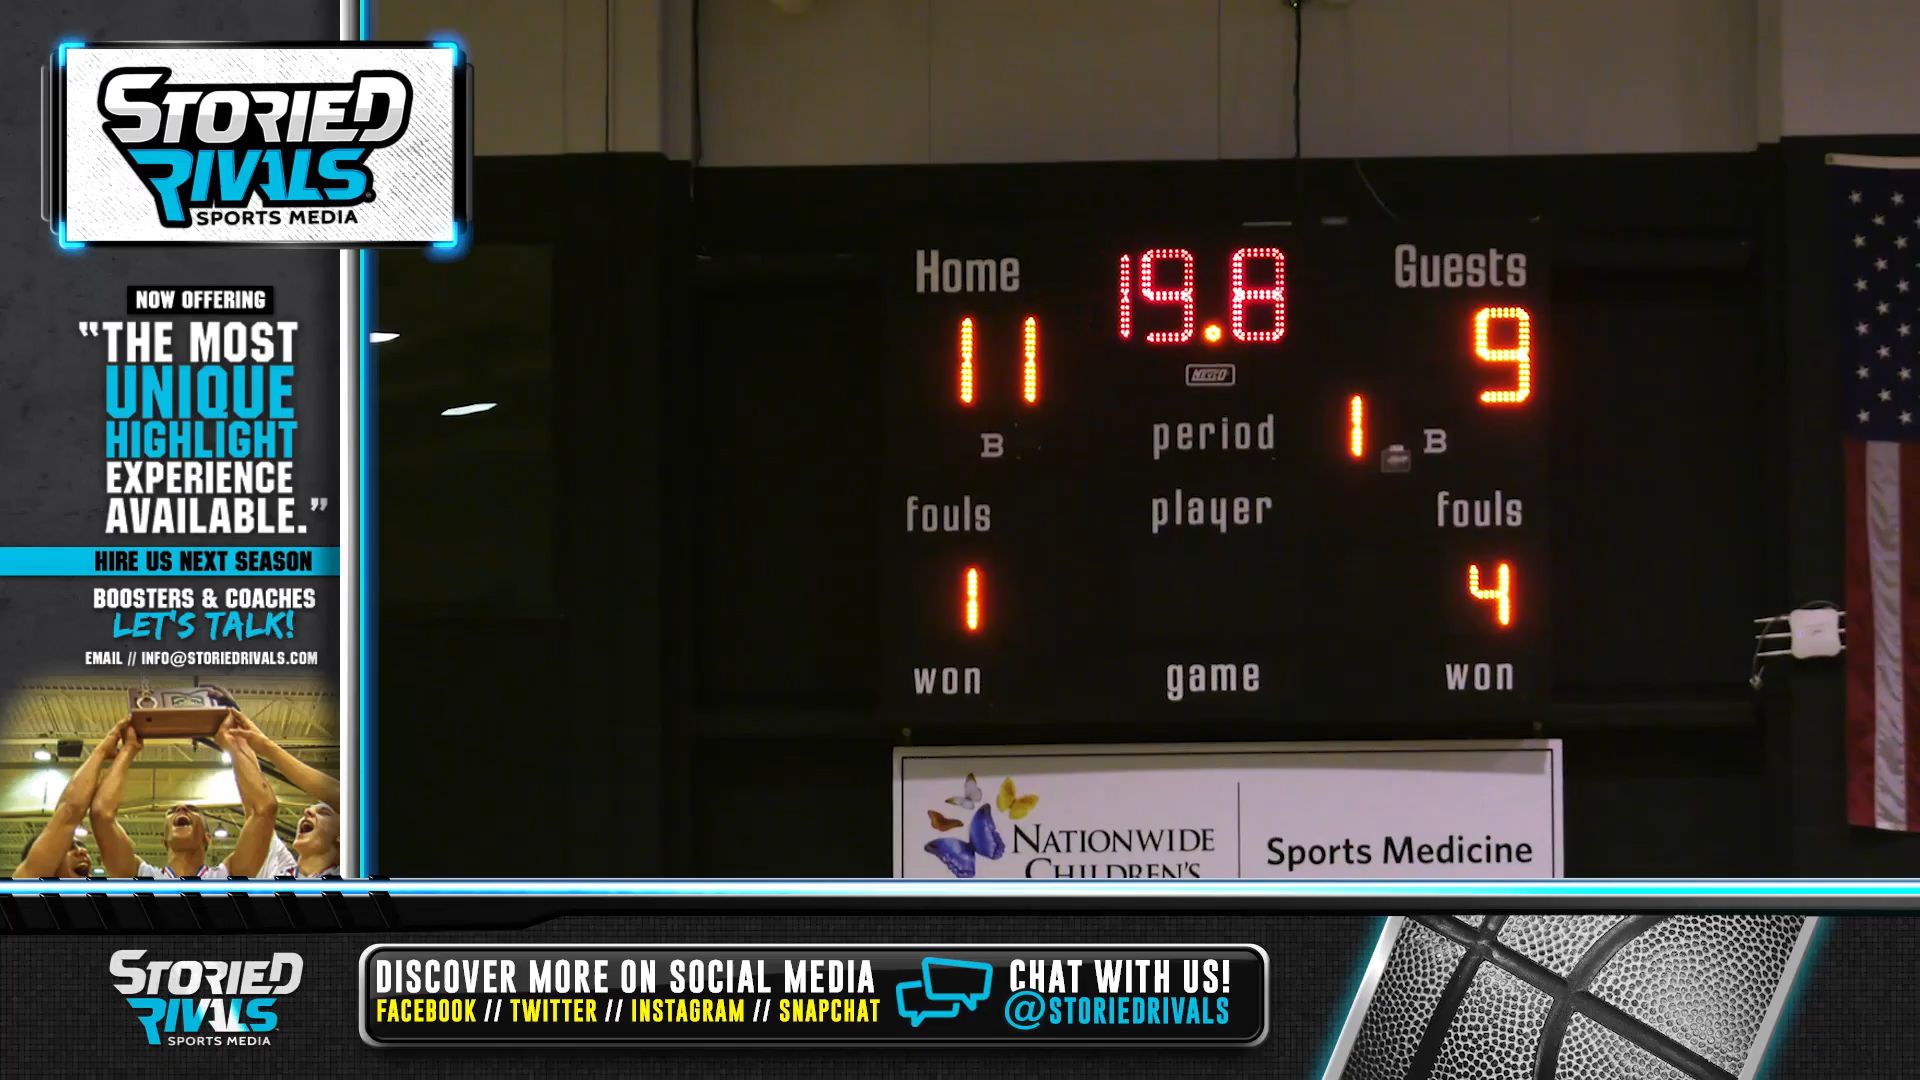 STORIED
RIVALS
SPORTS MEDIA
NOW OFFERING
“THE MOST
UNIQUE
HIGHLIGHT
EXPERIENCE
AVAILABLE.”
HIRE US NEXT SEASON
BOOSTERS & COACHES
LET'S TALK!
EMAIL // INFO@STORIEDRIVALS.COM
Home 19.8 Guests
11 9
NEVCO
B period 1 B
fouls player fouls
1 4
won game won
NATIONWIDE
CHILDREN'S
Sports Medicine
STORIED
RIVALS
SPORTS MEDIA
DISCOVER MORE ON SOCIAL MEDIA
FACEBOOK // TWITTER // INSTAGRAM // SNAPCHAT
CHAT WITH US!
@STORIEDRIVALS